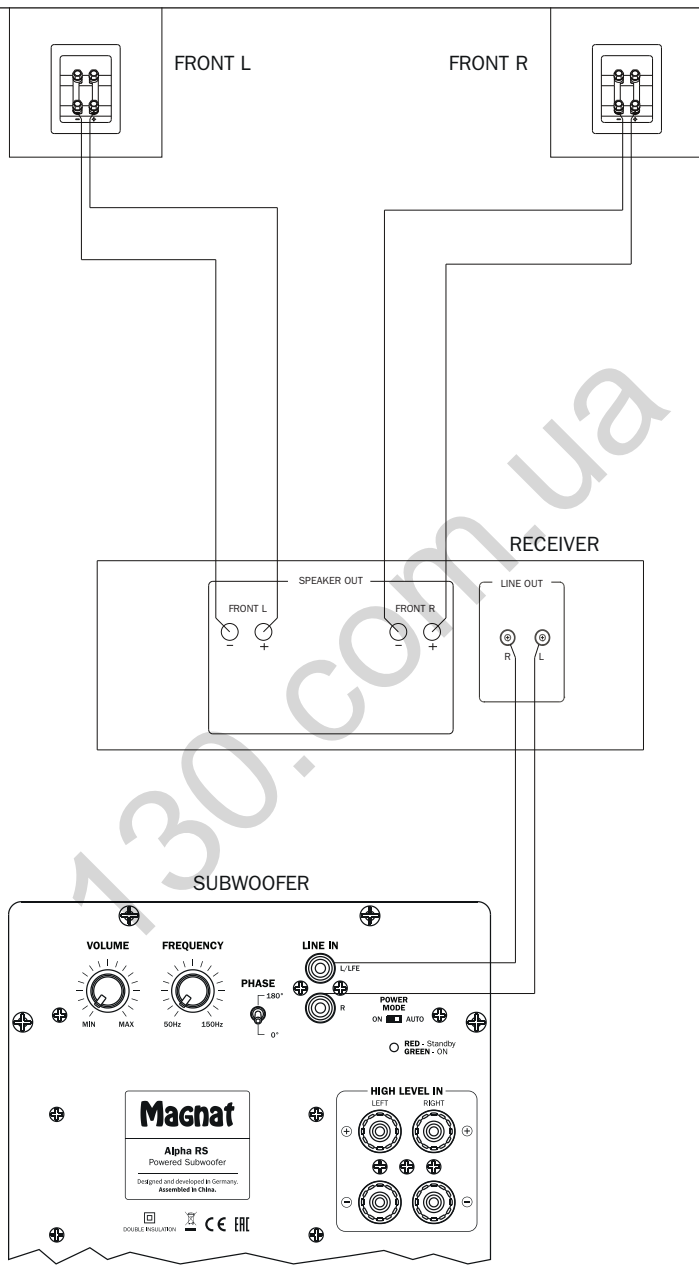 FRONT L
FRONT R
- +
- +
RECEIVER
SPEAKER OUT
LINE OUT
FRONT L
FRONT R
- +
- +
R L
130.com.ua
SUBWOOFER
VOLUME
FREQUENCY
LINE IN
L/LFE
PHASE
180°
0°
R
POWER
MODE
ON AUTO
MIN MAX
50Hz 150Hz
RED - Standby
GREEN - ON
HIGH LEVEL IN
LEFT RIGHT
+ +
- -
Magnat
Alpha RS
Powered Subwoofer
Designed and developed in Germany.
Assembled in China.
DOUBLE INSULATION
CE EAC